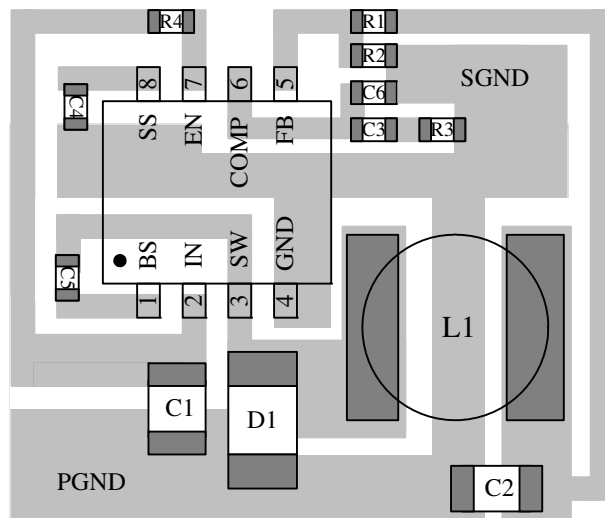 R4
R1
R2
SGND
C6
C3
R3
C4
8
7
6
5
SS
EN
COMP
FB
BS
IN
SW
GND
C5
1
2
3
4
L1
C1
D1
PGND
C2